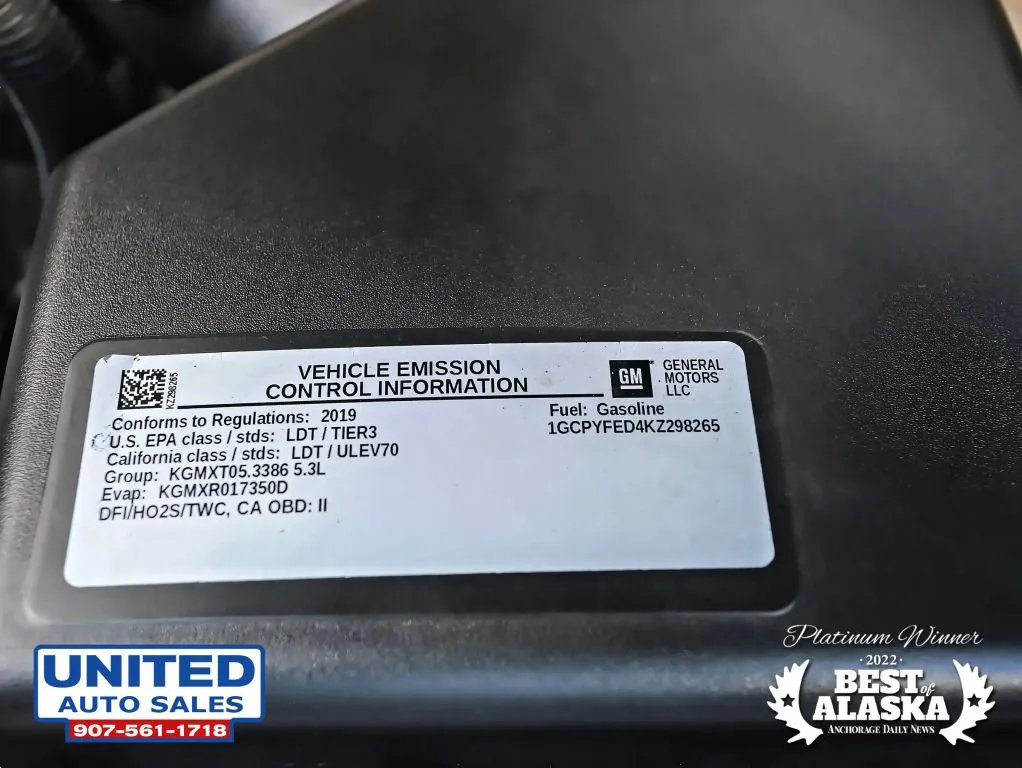 VEHICLE EMISSION
CONTROL INFORMATION
KZ298265
GM
GENERAL
MOTORS
LLC
Conforms to Regulations: 2019
U.S. EPA class / stds: LDT / TIER3
California class / stds: LDT / ULEV70
Group: KGMXT05.3386 5.3L
Evap: KGMXR017350D
DFI/HO2S/TWC, CA OBD: II
Fuel: Gasoline
1GCPYFED4KZ298265
UNITED
AUTO SALES
907-561-1718
Platinum Winner
· 2022 ·
BEST of
ALASKA
ANCHORAGE DAILY NEWS